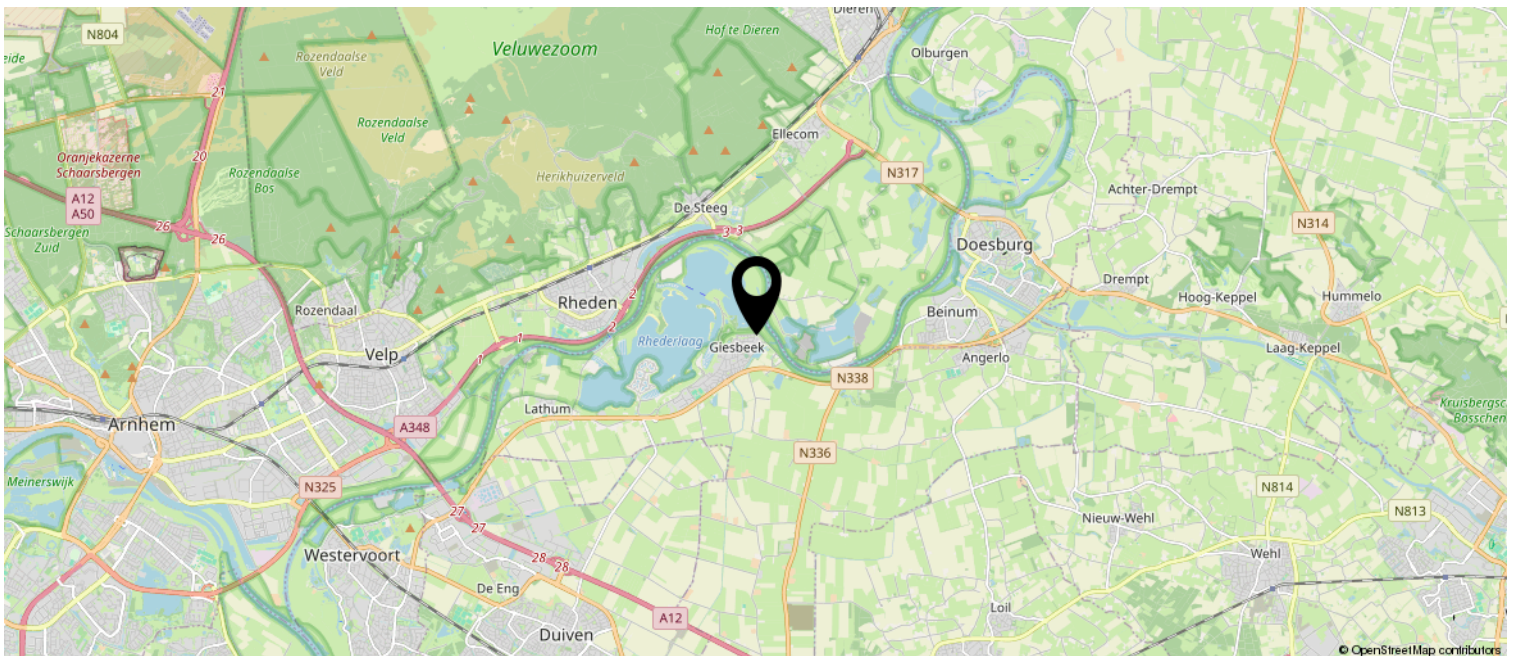 Dieren
N804
Hof te Dieren
Veluwezoom
Olburgen
eide
Rozendaalse
Veld
21
Rozendaalse
Veld
Ellecom
Oranjekazerne
Schaarsbergen
20
Rozendaalse
Bos
Herikhuizerveld
N317
Achter-Drempt
A12
A50
De Steeg
26
26
3
3
N314
Schaarsbergen
Zuid
Doesburg
Drempt
Rheden
2
Hoog-Keppel
Hummelo
Rozendaal
Beinum
2
1
1
Rhederlaag
Giesbeek
Laag-Keppel
Velp
Angerlo
N338
Lathum
Kruisbergsc
Bosschen
Arnhem
A348
N336
Meinerswijk
N325
N814
27
27
N813
Nieuw-Wehl
Westervoort
28
28
Wehl
De Eng
Loil
A12
Duiven
© OpenStreetMap contributors